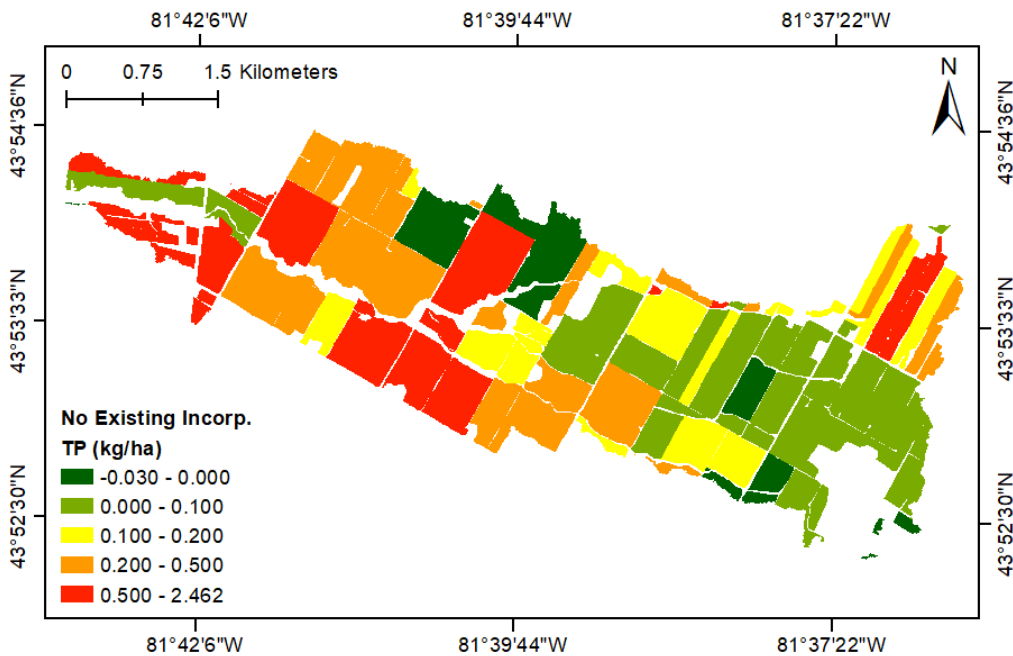 81°42'6"W 81°39'44"W 81°37'22"W
0 0.75 1.5 Kilometers
N
43°54'36"N
43°54'36"N
43°53'33"N
43°53'33"N
No Existing Incorp.
TP (kg/ha)
-0.030 - 0.000
0.000 - 0.100
0.100 - 0.200
0.200 - 0.500
0.500 - 2.462
43°52'30"N
43°52'30"N
81°42'6"W 81°39'44"W 81°37'22"W